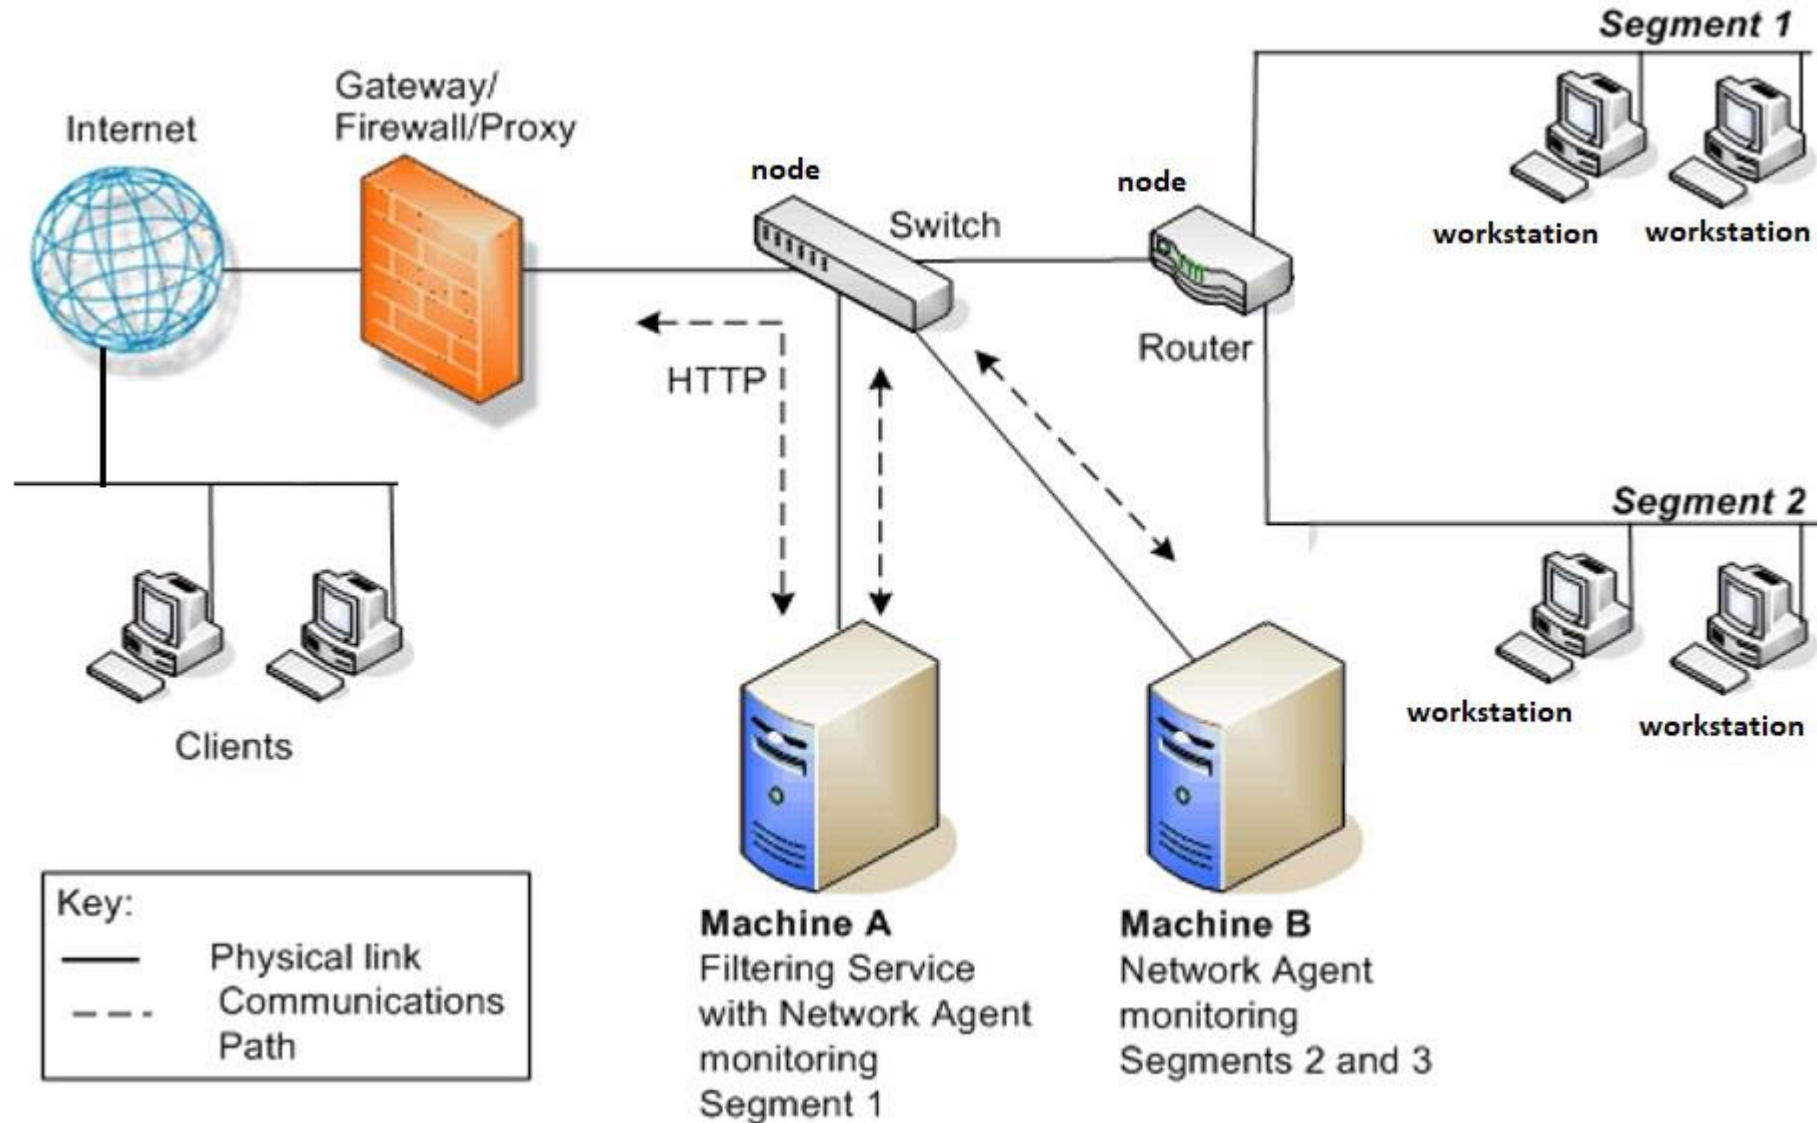 Segment 1
Gateway/
Firewall/Proxy
Internet
node
node
Switch
workstation
workstation
Router
HTTP
Segment 2
workstation
workstation
Clients
Key:
Physical link
Communications
Path
Machine A
Filtering Service
with Network Agent
monitoring
Segment 1
Machine B
Network Agent
monitoring
Segments 2 and 3